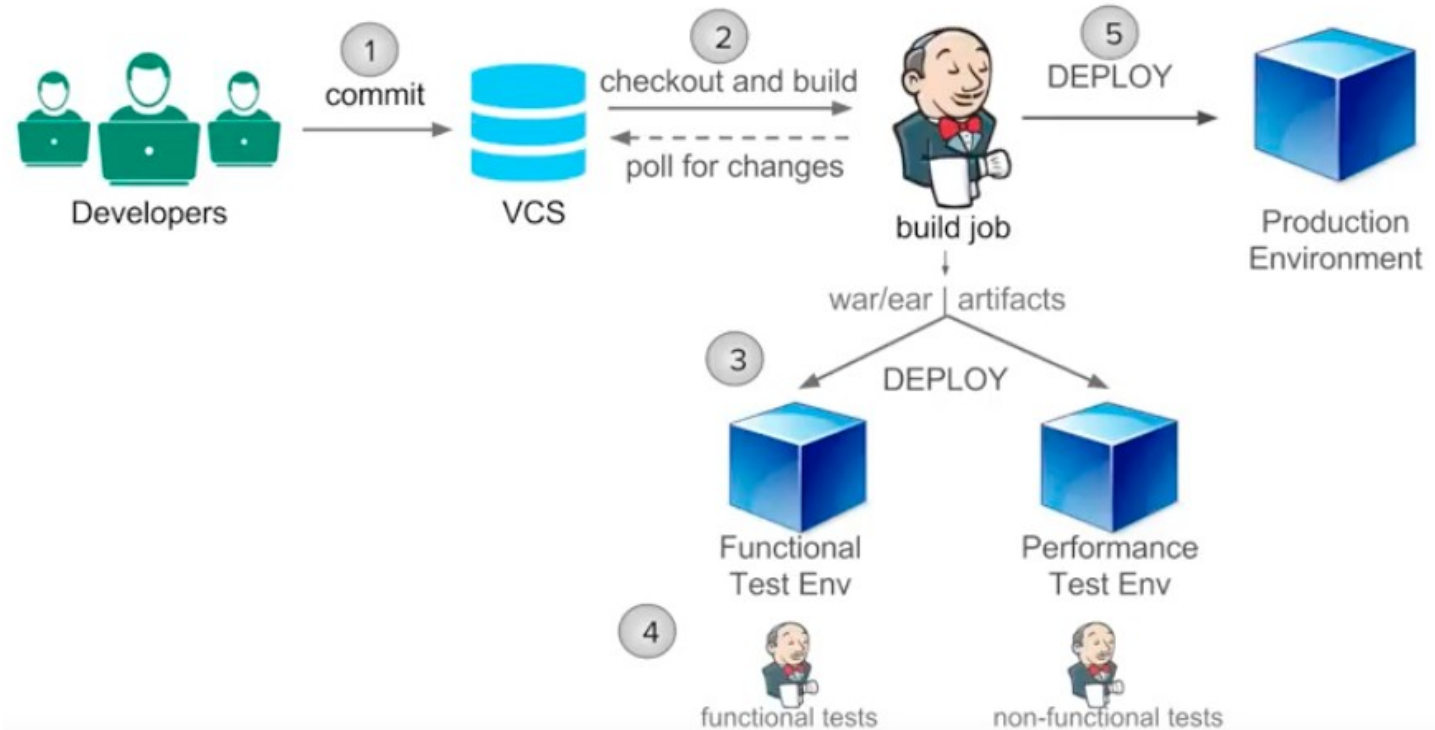 1
commit
Developers
VCS
2
checkout and build
poll for changes
build job
5
DEPLOY
Production
Environment
war/ear | artifacts
3
DEPLOY
Functional
Test Env
Performance
Test Env
4
functional tests
non-functional tests